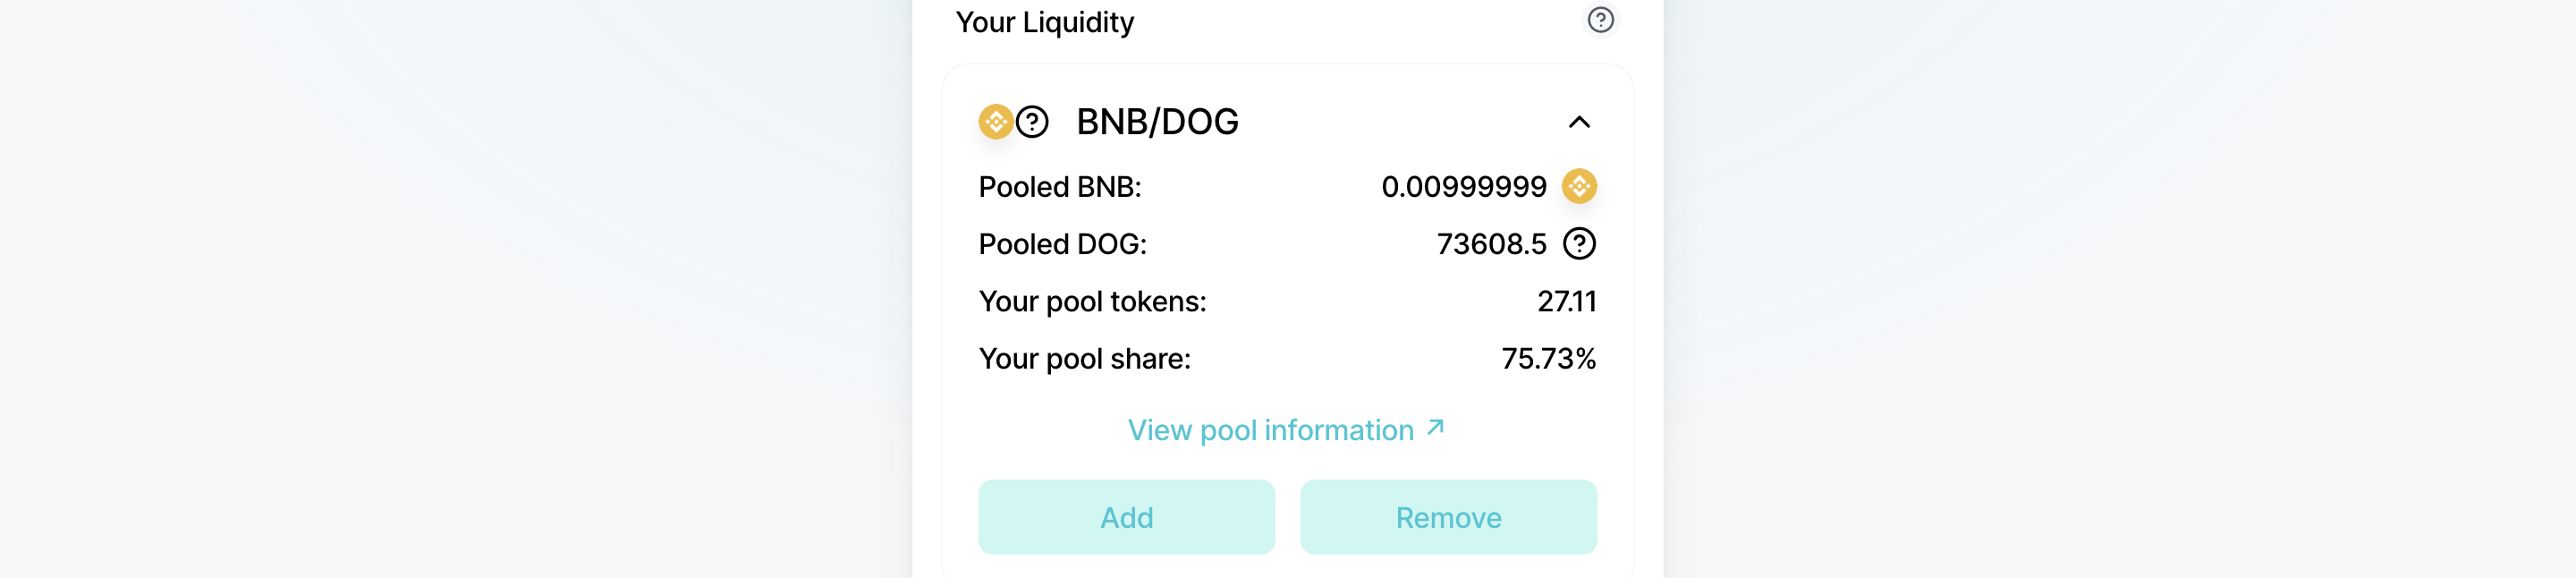 Your Liquidity
BNB/DOG
Pooled BNB: 0.00999999
Pooled DOG: 73608.5
Your pool tokens: 27.11
Your pool share: 75.73%
View pool information ↗
Add Remove